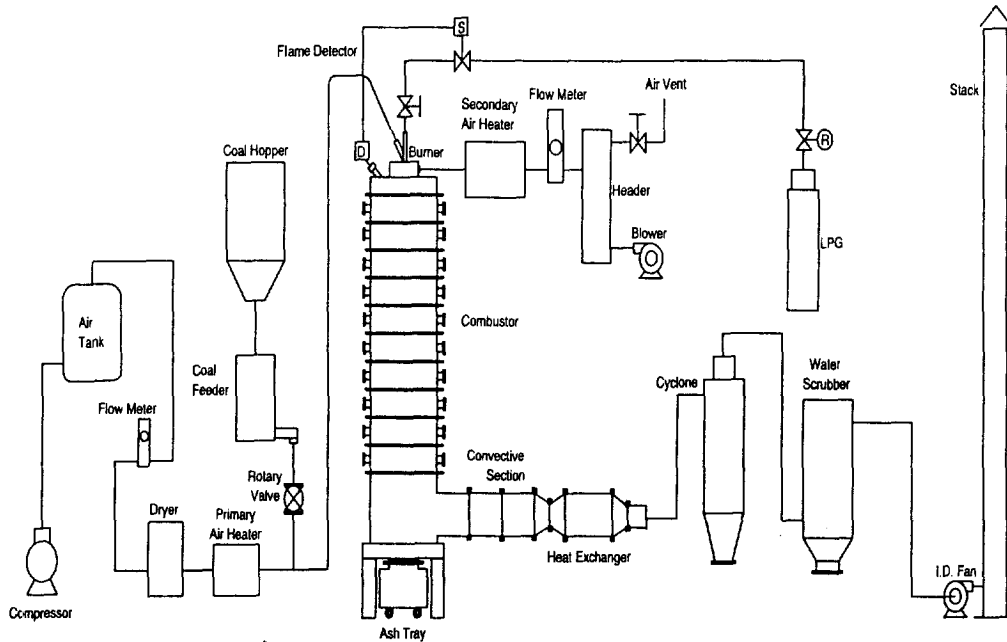 S
Flame Detector
Stack
Air Vent
Flow Meter
Secondary
Air Heater
R
D
Burner
Coal Hopper
Header
Blower
LPG
Air
Tank
Combustor
Coal
Feeder
Cyclone
Water
Scrubber
Flow Meter
Convective
Section
Rotary
Valve
Dryer
Primary
Air Heater
Heat Exchanger
I.D. Fan
Compressor
Ash Tray